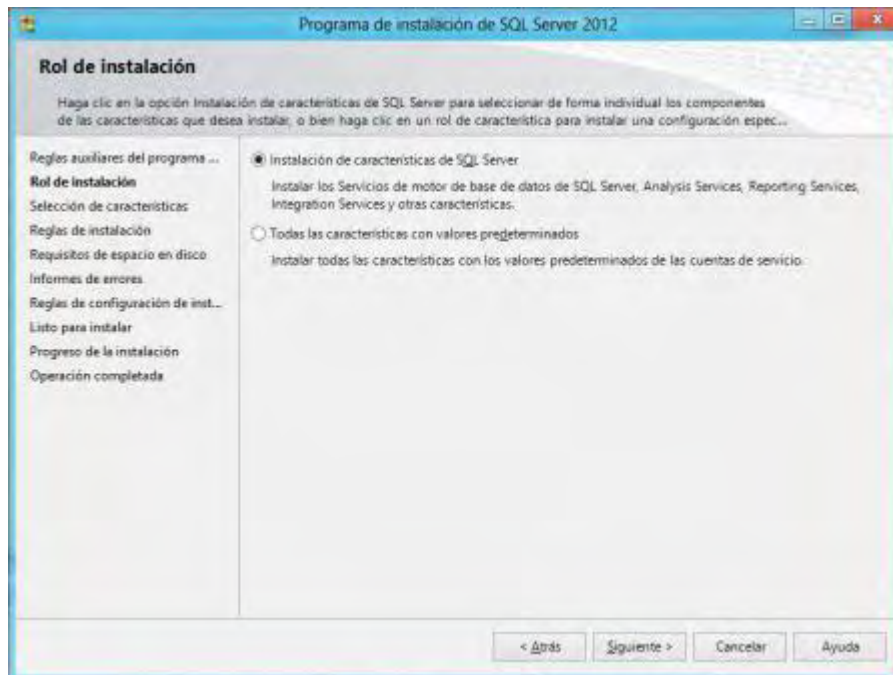 Programa de instalación de SQL Server 2012
Rol de instalación
Haga clic en la opción Instalación de características de SQL Server para seleccionar de forma individual los componentes
de las características que desea instalar, o bien haga clic en un rol de característica para instalar una configuración espec...
Reglas auxiliares del programa ...
Rol de instalación
Selección de características
Reglas de instalación
Requisitos de espacio en disco
Informes de errores
Reglas de configuración de inst...
Listo para instalar
Progreso de la instalación
Operación completada
Instalación de características de SQL Server
Instalar los Servicios de motor de base de datos de SQL Server, Analysis Services, Reporting Services,
Integration Services y otras características.
Todas las características con valores predeterminados
Instalar todas las características con los valores predeterminados de las cuentas de servicio.
< Atrás
Siguiente >
Cancelar
Ayuda